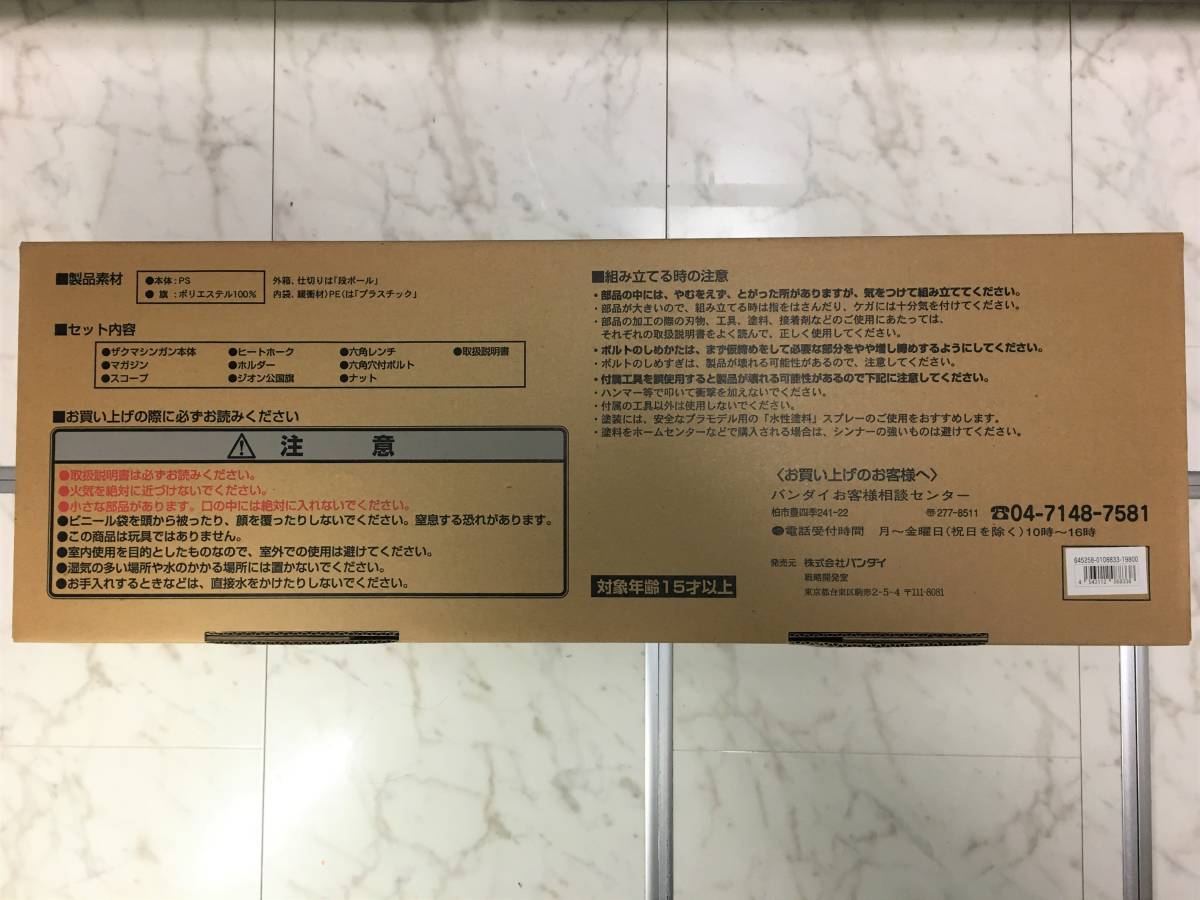 ■製品素材
●本体:PS
●旗:ポリエステル100%
外箱、仕切りは「段ボール」
内袋、緩衝材)PEは「プラスチック」
■セット内容
●ザクマシンガン本体 ●ヒートホーク ●六角レンチ ●取扱説明書
●マガジン ●ホルダー ●六角穴付ボルト
●スコープ ●ジオン公国旗 ●ナット
■お買い上げの際に必ずお読みください
注 意
●取扱説明書は必ずお読みください。
●火気を絶対に近づけないでください。
●小さな部品があります。口の中には絶対に入れないでください。
●ビニール袋を頭から被ったり、顔を覆ったりしないでください。窒息する恐れがあります。
●この商品は玩具ではありません。
●室内使用を目的としたものなので、室外での使用は避けてください。
●湿気の多い場所や水のかかる場所には置かないでください。
●お手入れするときなどは、直接水をかけたりしないでください。
■組み立てる時の注意
・部品の中には、やむをえず、とがった所がありますが、気をつけて組み立ててください。
・部品が大きいので、組み立てる時は指をはさんだり、ケガには十分気を付けてください。
・部品の加工の際の刃物、工具、塗料、接着剤などのご使用にあたっては、
それぞれの取扱説明書をよく読んで、正しく使用してください。
・ボルトのしめかたは、まず仮締めをして必要な部分をやや増し締めするようにしてください。
・ボルトのしめすぎは、製品が壊れる可能性があるので、注意してください。
・付属工具を誤使用すると製品が壊れる可能性があるので下記に注意してください。
・ハンマー等で叩いて衝撃を加えないでください。
・付属の工具以外は使用しないでください。
・塗装には、安全なプラモデル用の「水性塗料」スプレーのご使用をおすすめします。
・塗料をホームセンターなどで購入される場合は、シンナーの強いものは避けてください。
〈お買い上げのお客様へ〉
バンダイお客様相談センター
柏市豊四季241-22 〒277-8511 ☎04-7148-7581
●電話受付時間 月〜金曜日(祝日を除く)10時〜16時
発売元 株式会社バンダイ
戦略開発室
東京都台東区駒形2-5-4 〒111-8081
対象年齢15才以上
645258-0108833-19800